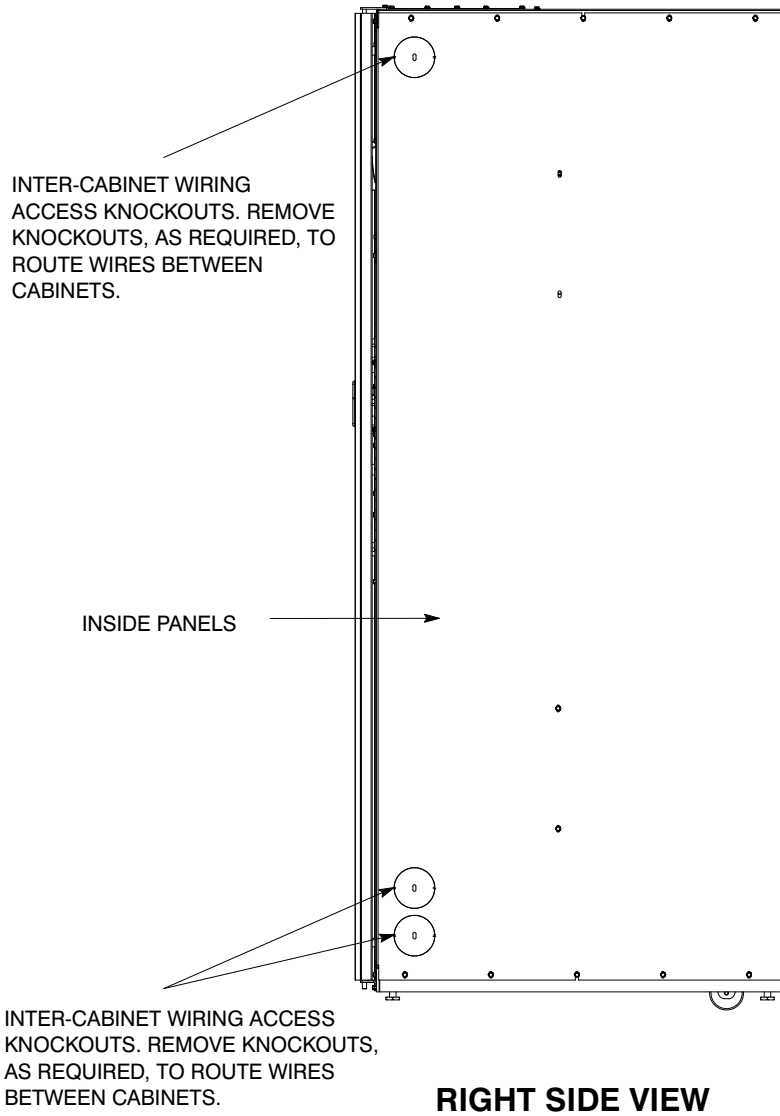 INTER-CABINET WIRING
ACCESS KNOCKOUTS. REMOVE
KNOCKOUTS, AS REQUIRED, TO
ROUTE WIRES BETWEEN
CABINETS.
INSIDE PANELS
INTER-CABINET WIRING ACCESS
KNOCKOUTS. REMOVE KNOCKOUTS,
AS REQUIRED, TO ROUTE WIRES
BETWEEN CABINETS.
RIGHT SIDE VIEW